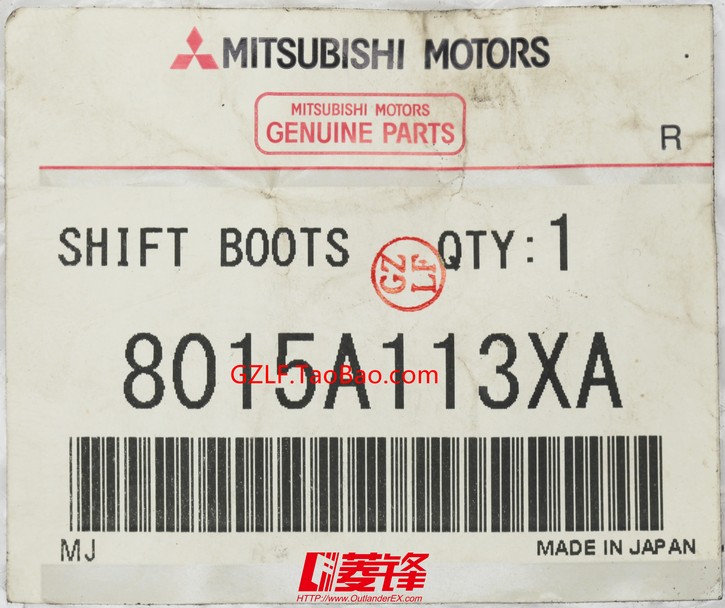 MITSUBISHI MOTORS
MITSUBISHI MOTORS
GENUINE PARTS
R
SHIFT BOOTS QTY:1
GZ
LF
8015A113XA
GZLF.TaoBao.com
MJ
MADE IN JAPAN
菱锋
HTTP://www.OutlanderEX.com